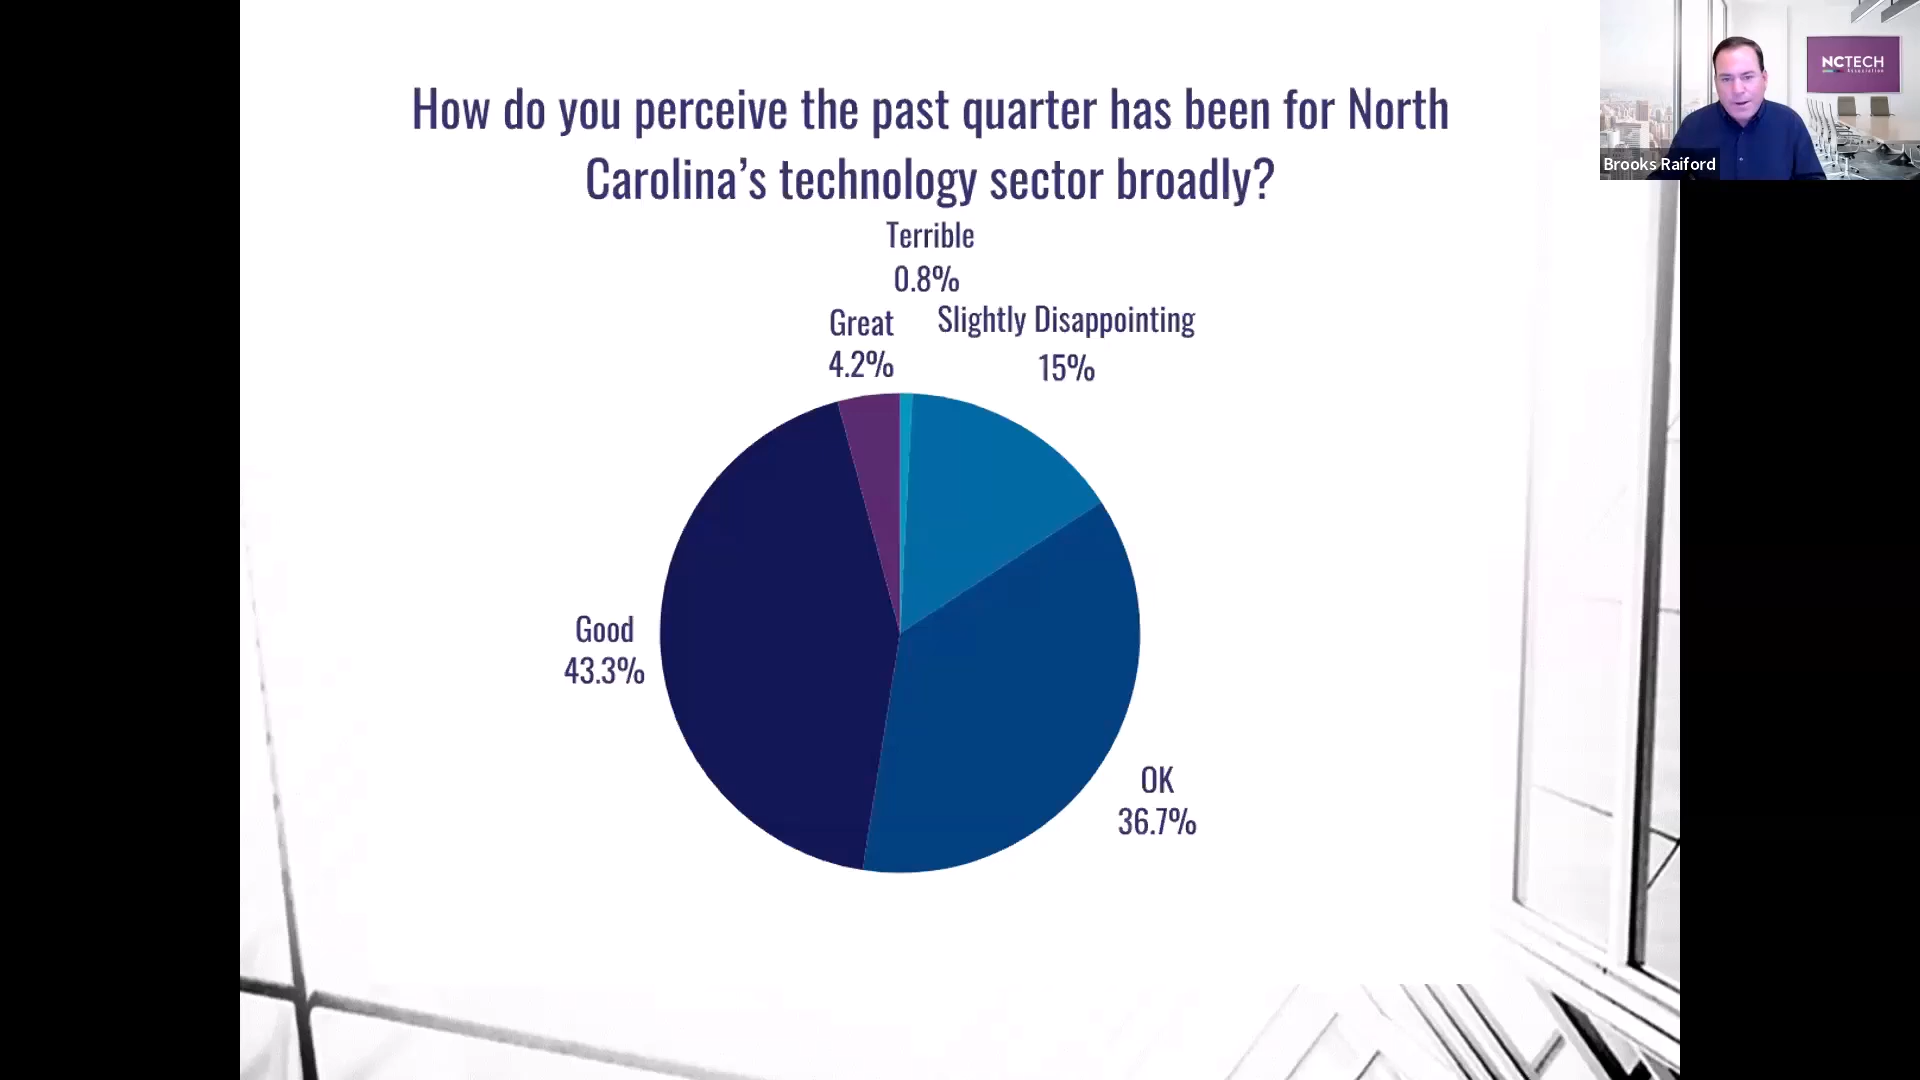 How do you perceive the past quarter has been for North
Carolina’s technology sector broadly?
Terrible
0.8%
Great
4.2%
Slightly Disappointing
15%
Good
43.3%
OK
36.7%
NCTECH
Association
Brooks Raiford